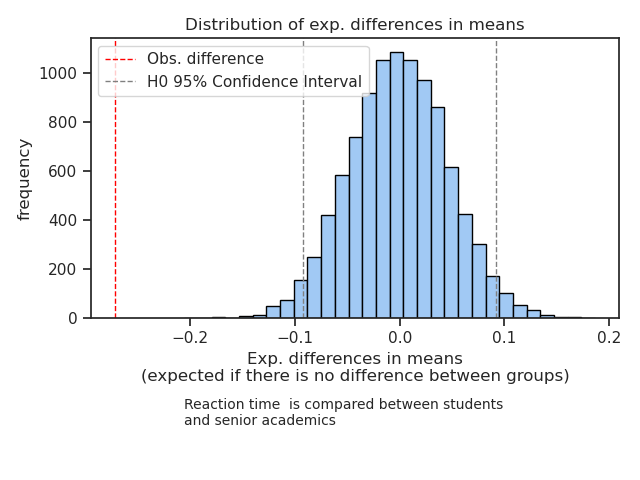 Distribution of exp. differences in means
Obs. difference
H0 95% Confidence Interval
frequency
1000
800
600
400
200
0
−0.2
−0.1
0.0
0.1
0.2
Exp. differences in means
(expected if there is no difference between groups)
Reaction time  is compared between students
and senior academics